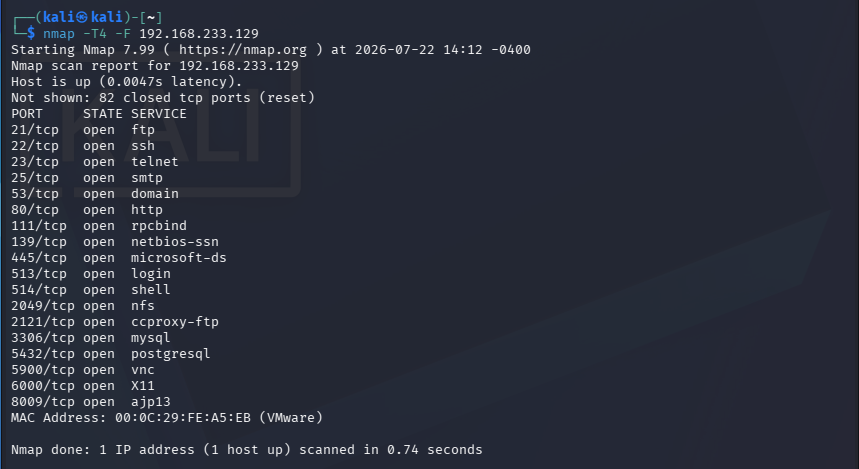 ┌──(kali㉿kali)-[~]
└─$ nmap -T4 -F 192.168.233.129
Starting Nmap 7.99 ( https://nmap.org ) at 2026-07-22 14:12 -0400
Nmap scan report for 192.168.233.129
Host is up (0.0047s latency).
Not shown: 82 closed tcp ports (reset)
PORT     STATE SERVICE
21/tcp   open  ftp
22/tcp   open  ssh
23/tcp   open  telnet
25/tcp   open  smtp
53/tcp   open  domain
80/tcp   open  http
111/tcp  open  rpcbind
139/tcp  open  netbios-ssn
445/tcp  open  microsoft-ds
513/tcp  open  login
514/tcp  open  shell
2049/tcp open  nfs
2121/tcp open  ccproxy-ftp
3306/tcp open  mysql
5432/tcp open  postgresql
5900/tcp open  vnc
6000/tcp open  X11
8009/tcp open  ajp13
MAC Address: 00:0C:29:FE:A5:EB (VMware)
Nmap done: 1 IP address (1 host up) scanned in 0.74 seconds
KALI